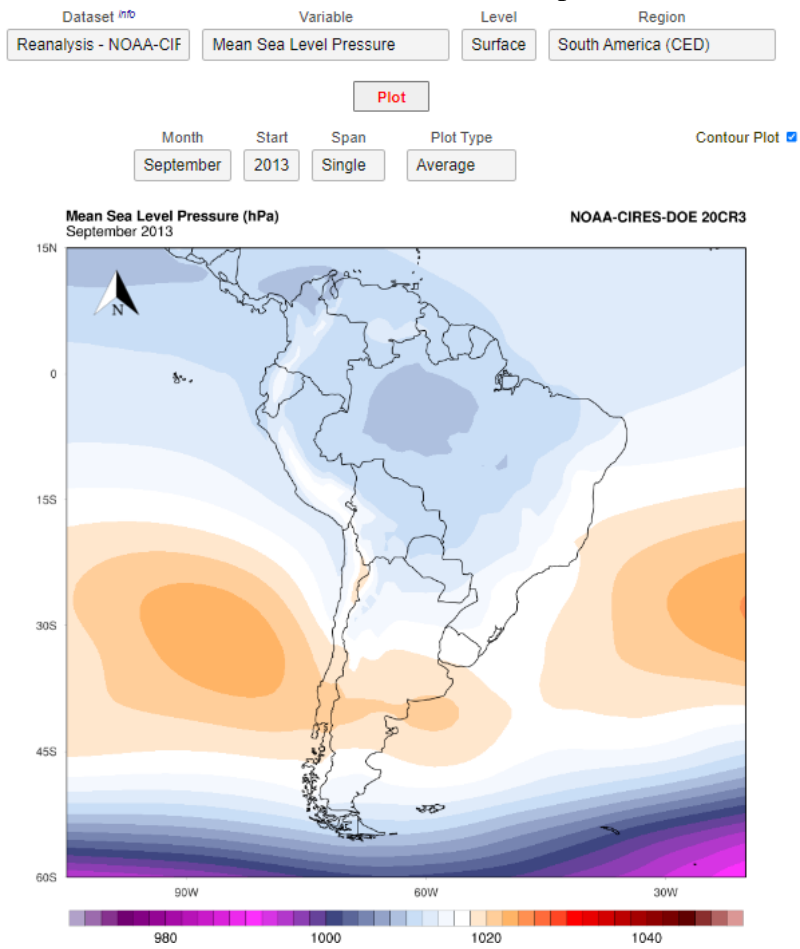 Dataset info Variable Level Region
Reanalysis - NOAA-CIF Mean Sea Level Pressure Surface South America (CED)
Plot
Month Start Span Plot Type Contour Plot
September 2013 Single Average
Mean Sea Level Pressure (hPa) NOAA-CIRES-DOE 20CR3
September 2013
15N
N
0
15S
30S
45S
60S
90W 60W 30W
980 1000 1020 1040